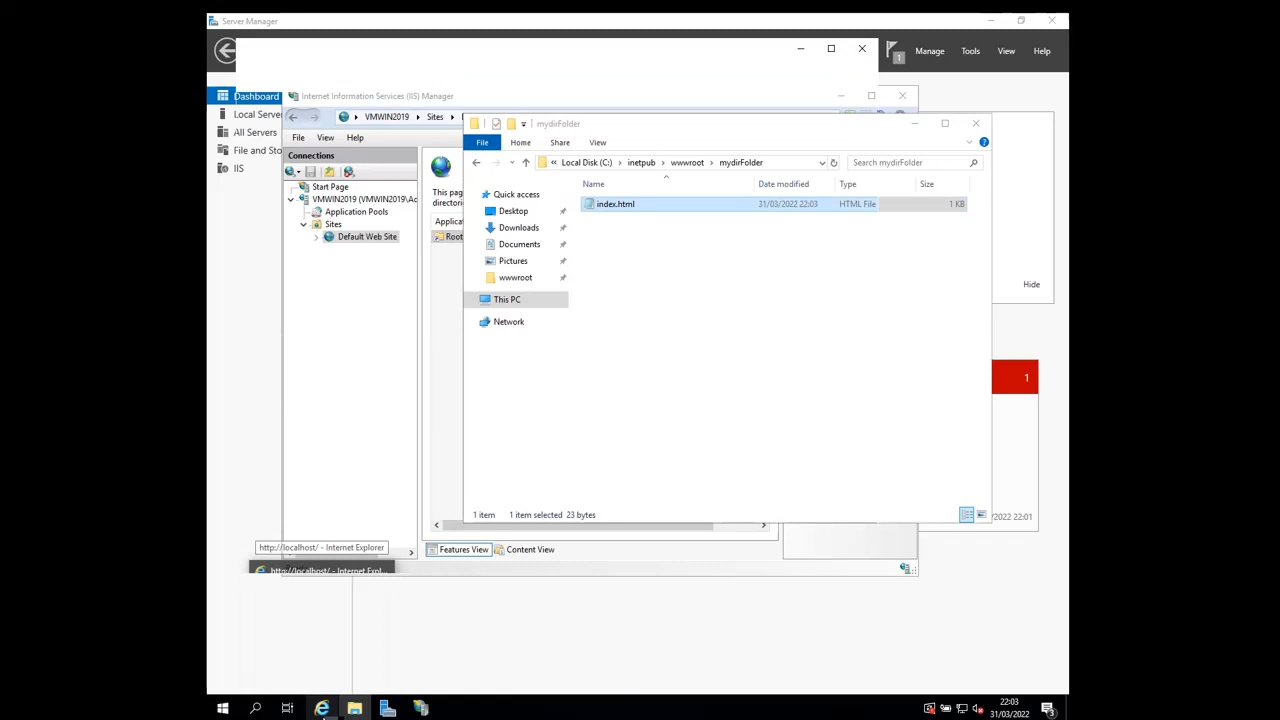 Server Manager
1
Manage
Tools
View
Help
Dashboard
Local Serve
All Servers
File and Sto
IIS
Internet Information Services (IIS) Manager
VMWIN2019
Sites
File
View
Help
Connections
Start Page
VMWIN2019 (VMWIN2019\Ac
Application Pools
Sites
Default Web Site
This pag
directorie
Applicat
Root
mydirFolder
File
Home
Share
View
Local Disk (C:)
inetpub
wwwroot
mydirFolder
Search mydirFolder
Name
Date modified
Type
Size
index.html
31/03/2022 22:03
HTML File
1 KB
Quick access
Desktop
Downloads
Documents
Pictures
wwwroot
This PC
Network
1 item
1 item selected 23 bytes
Hide
1
/2022 22:01
http://localhost/ - Internet Explorer
http://localhost/ - Internet Expl...
Features View
Content View
22:03
31/03/2022
3